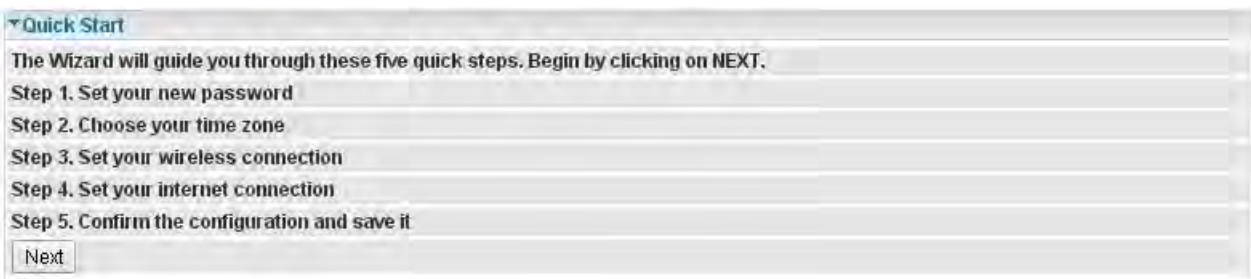 Quick Start
The Wizard will guide you through these five quick steps. Begin by clicking on NEXT.
Step 1. Set your new password
Step 2. Choose your time zone
Step 3. Set your wireless connection
Step 4. Set your internet connection
Step 5. Confirm the configuration and save it
Next